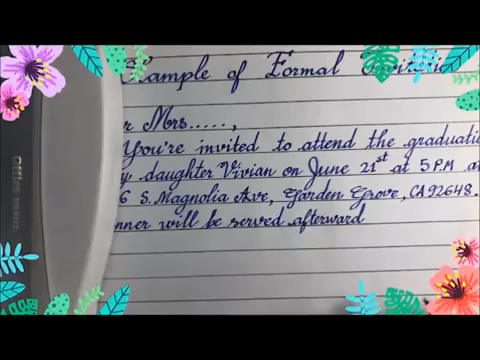 Example of Formal
r Mrs.....,
You're invited to attend the graduati
y daughter Vivian on June 21st at 5 PM a
6 S. Magnolia Ave, Garden Grove, CA 92648.
nner will be served afterward